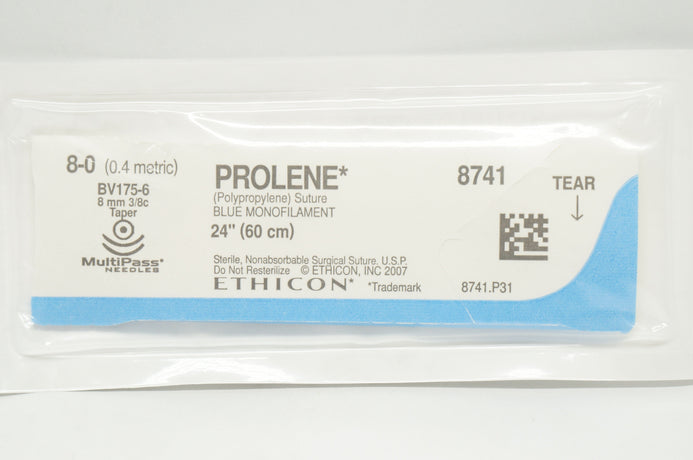 8-0 (0.4 metric)
BV175-6
8 mm 3/8c
Taper
MultiPass*
NEEDLES
PROLENE*
(Polypropylene) Suture
BLUE MONOFILAMENT
24" (60 cm)
Sterile, Nonabsorbable Surgical Suture, U.S.P.
Do Not Resterilize © ETHICON, INC 2007
ETHICON* *Trademark
8741
TEAR
8741.P31